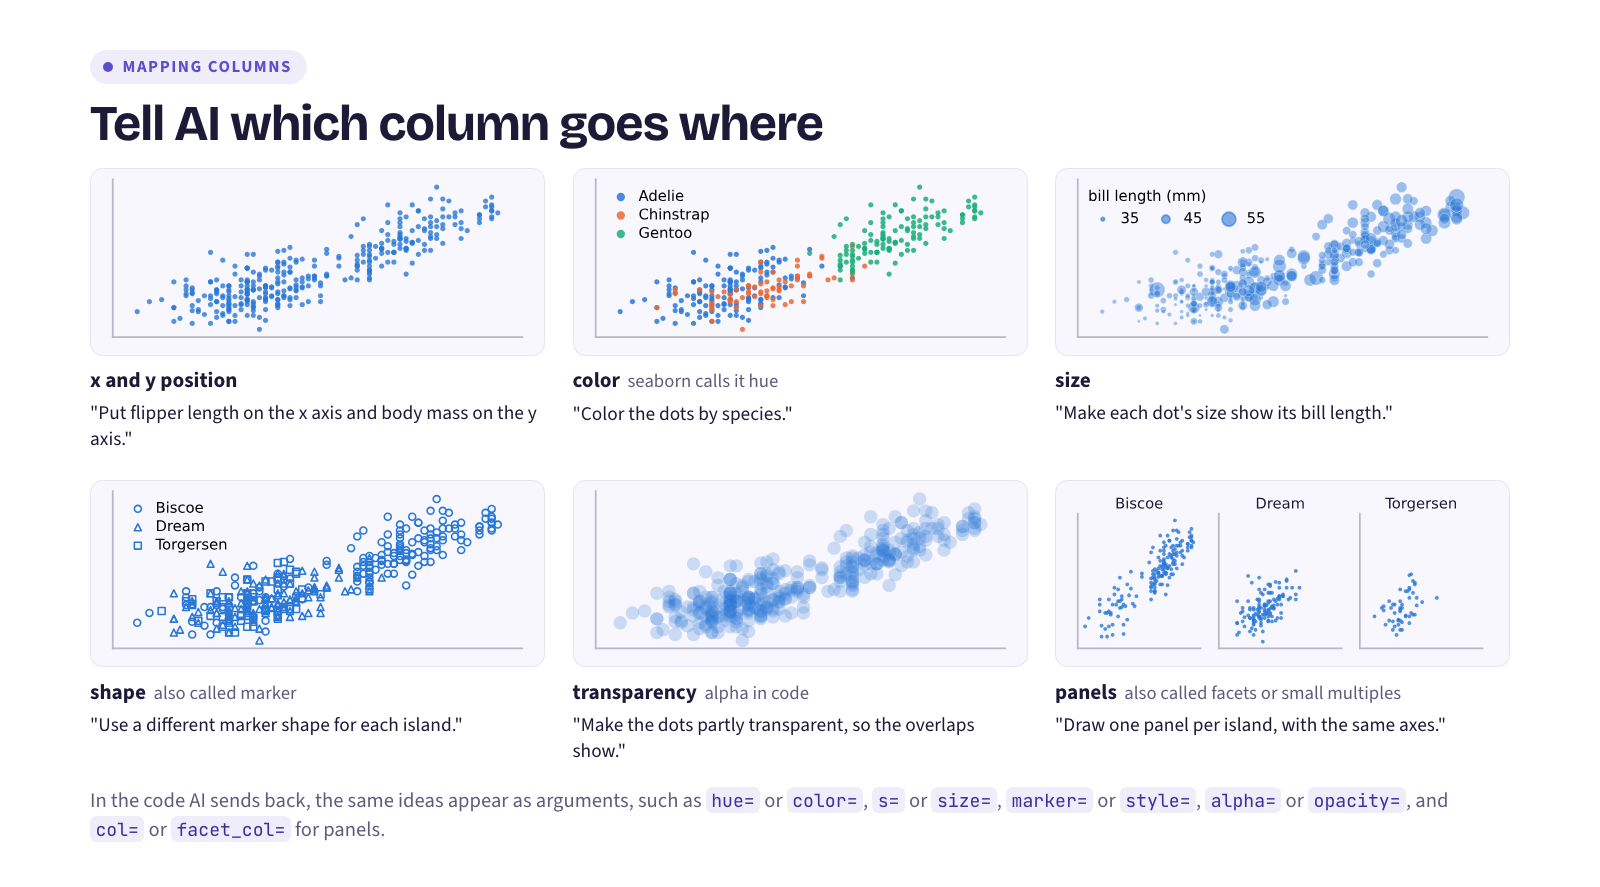 MAPPING COLUMNS
Tell AI which column goes where
x and y position
"Put flipper length on the x axis and body mass on the y
axis."
Adelie
Chinstrap
Gentoo
color seaborn calls it hue
"Color the dots by species."
bill length (mm)
35 45 55
size
"Make each dot's size show its bill length."
Biscoe
Dream
Torgersen
shape also called marker
"Use a different marker shape for each island."
transparency alpha in code
"Make the dots partly transparent, so the overlaps
show."
Biscoe Dream Torgersen
panels also called facets or small multiples
"Draw one panel per island, with the same axes."
In the code AI sends back, the same ideas appear as arguments, such as hue= or color=, s= or size=, marker= or style=, alpha= or opacity=, and
col= or facet_col= for panels.